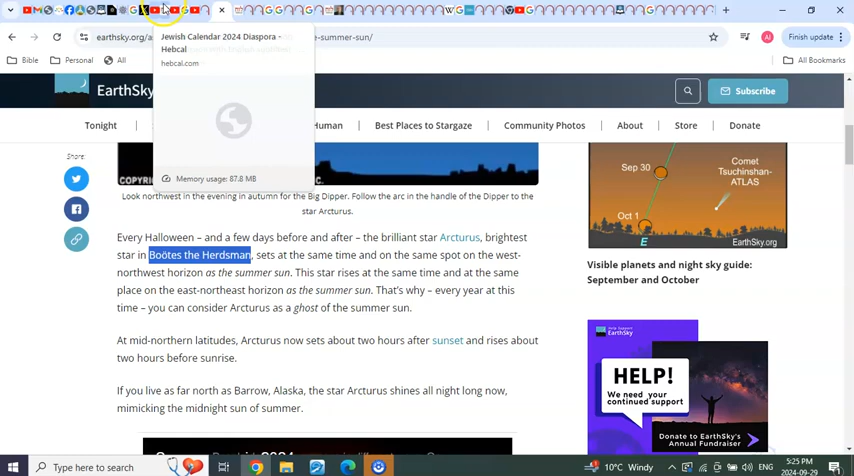 AI
Finish update
earthsky.org/a
e-summer-sun/
Bible
Personal
All
All Bookmarks
Jewish Calendar 2024 Diaspora -
Hebcal
hebcal.com
Memory usage: 87.8 MB
EarthSky
Subscribe
Tonight
Human
Best Places to Stargaze
Community Photos
About
Store
Donate
Share:
COPYRIG
Look northwest in the evening in autumn for the Big Dipper. Follow the arc in the handle of the Dipper to the
star Arcturus.
Every Halloween – and a few days before and after – the brilliant star Arcturus, brightest
star in Boötes the Herdsman, sets at the same time and on the same spot on the west-
northwest horizon as the summer sun. This star rises at the same time and at the same
place on the east-northeast horizon as the summer sun. That's why – every year at this
time – you can consider Arcturus as a ghost of the summer sun.
At mid-northern latitudes, Arcturus now sets about two hours after sunset and rises about
two hours before sunrise.
If you live as far north as Barrow, Alaska, the star Arcturus shines all night long now,
mimicking the midnight sun of summer.
Sep 30
Comet
Tsuchinshan-
ATLAS
Oct 1
E
EarthSky.org
Visible planets and night sky guide:
September and October
Help Support
EarthSky
HELP!
We need your
continued support
Donate to EarthSky's
Annual Fundraiser
Type here to search
10°C Windy
5:25 PM
2024-09-29